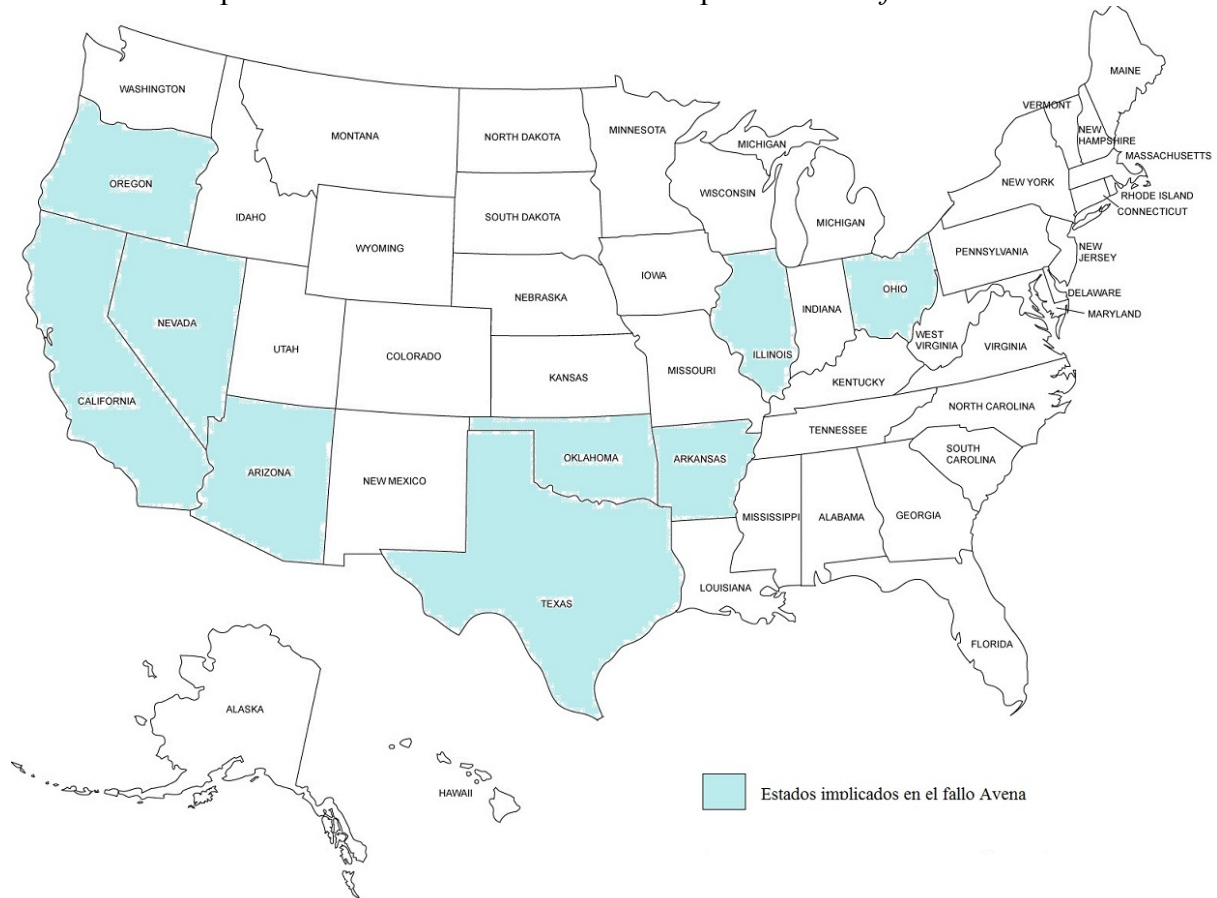 WASHINGTON
MONTANA
NORTH DAKOTA
MINNESOTA
MAINE
VERMONT
NEW
HAMPSHIRE
MASSACHUSETTS
MICHIGAN
OREGON
IDAHO
WYOMING
SOUTH DAKOTA
WISCONSIN
MICHIGAN
NEW YORK
RHODE ISLAND
CONNECTICUT
IOWA
PENNSYLVANIA
NEW
JERSEY
NEBRASKA
OHIO
DELAWARE
MARYLAND
NEVADA
UTAH
COLORADO
INDIANA
ILLINOIS
WEST
VIRGINIA
VIRGINIA
KANSAS
MISSOURI
KENTUCKY
CALIFORNIA
NORTH CAROLINA
TENNESSEE
ARIZONA
NEW MEXICO
OKLAHOMA
ARKANSAS
SOUTH
CAROLINA
MISSISSIPPI
ALABAMA
GEORGIA
LOUISIANA
TEXAS
FLORIDA
ALASKA
HAWAII
Estados implicados en el fallo Avena